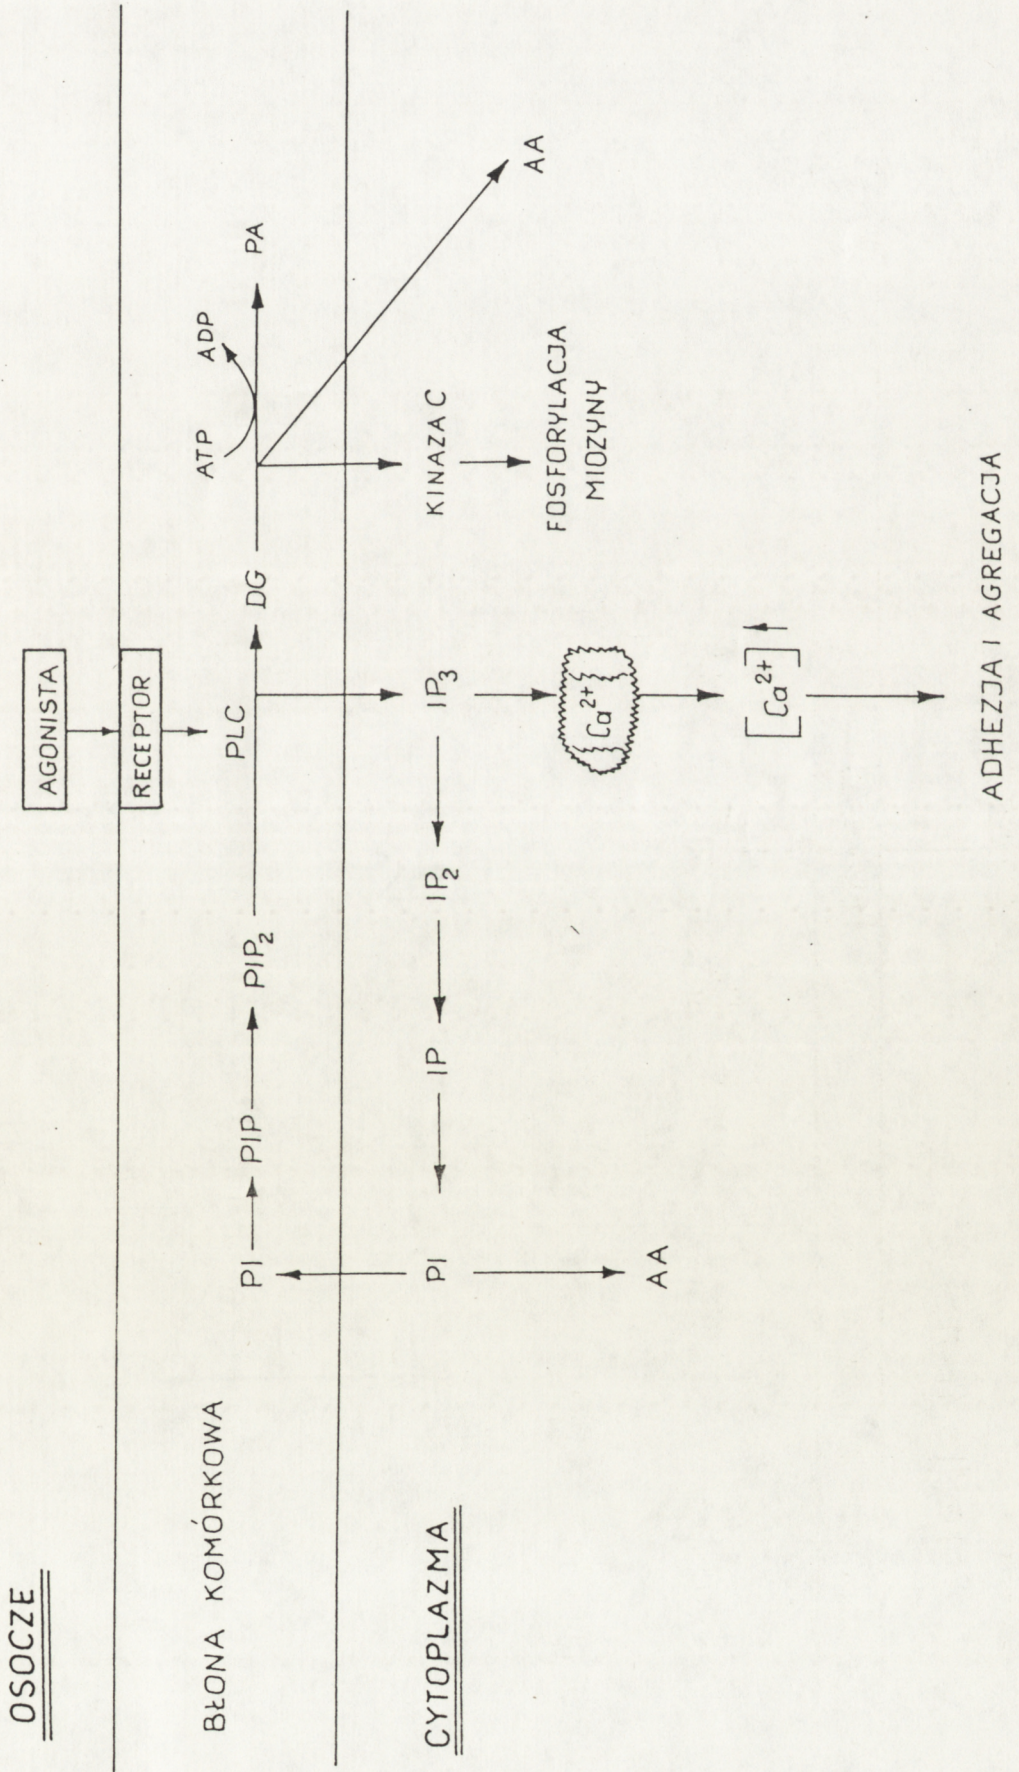 OSOCZE
AGONISTA
RECEPTOR
BŁONA KOMÓRKOWA
PLC
ATP
ADP
PI
PIP
PIP2
DG
PA
CYTOPLAZMA
PI
IP
IP2
IP3
KINAZA C
AA
FOSFORYLACJA
MIOZYNY
Ca2+
AA
[Ca2+]
ADHEZJA I AGREGACJA